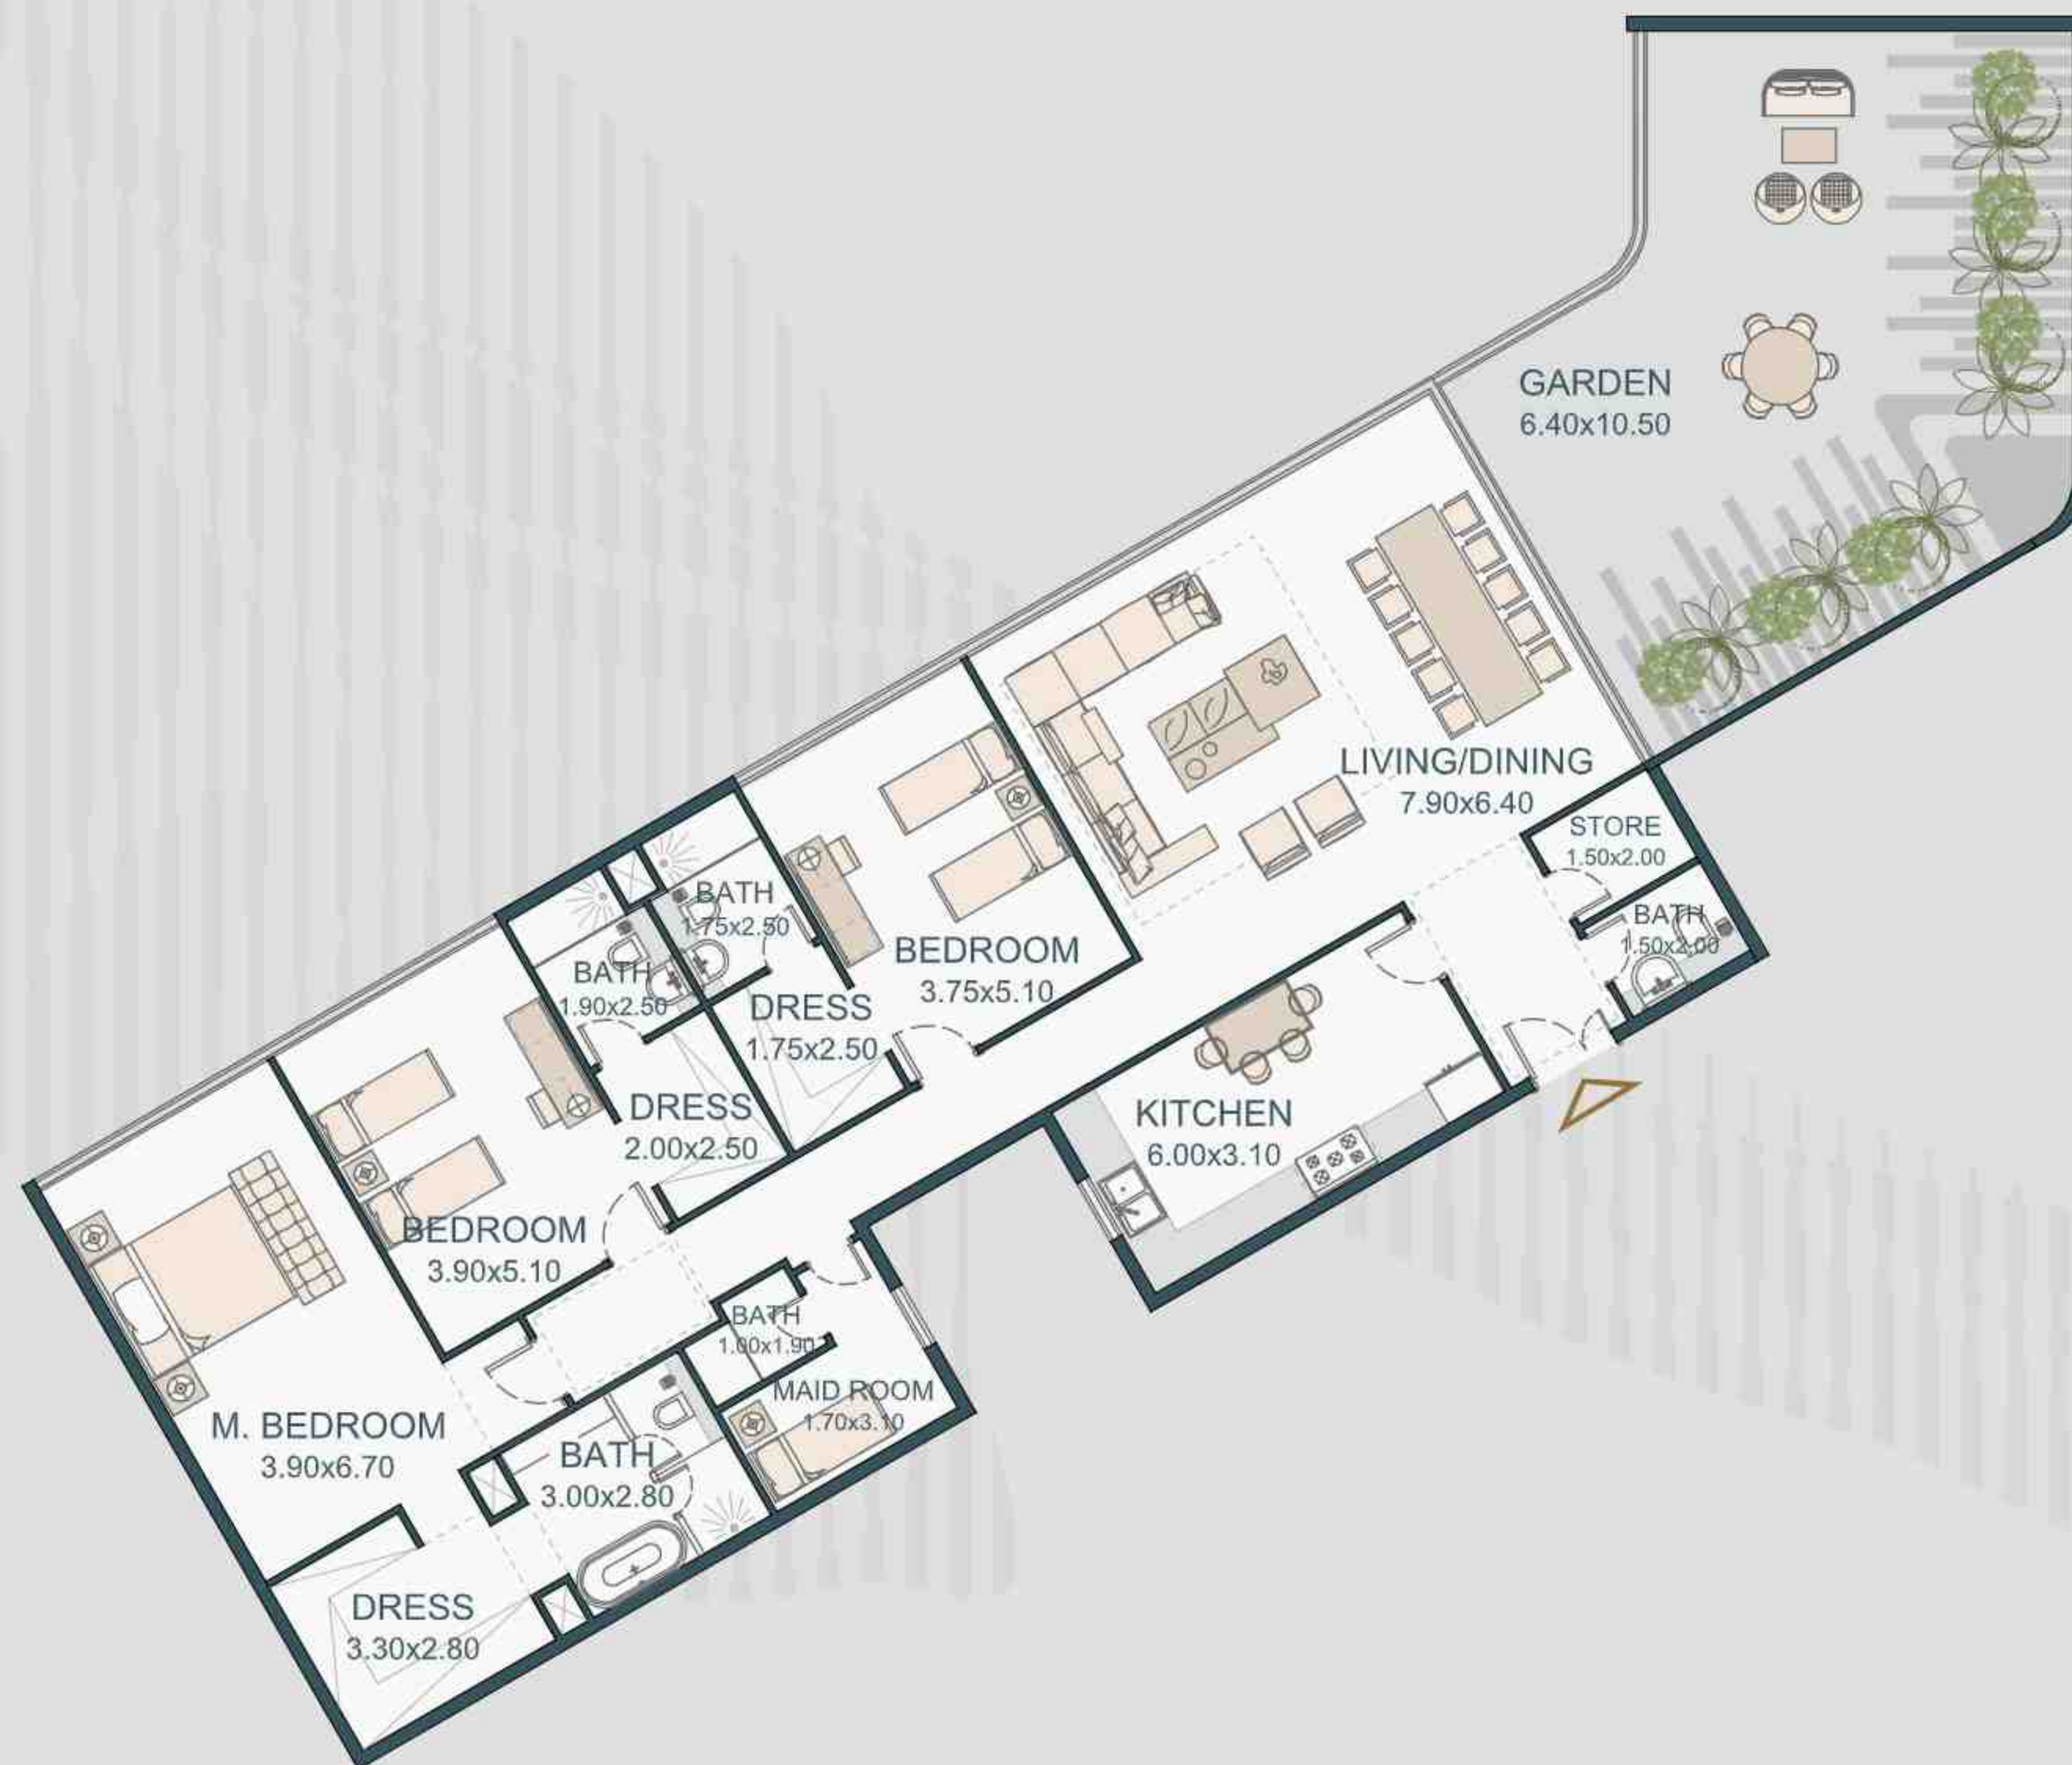 GARDEN
6.40x10.50
LIVING/DINING
7.90x6.40
STORE
1.50x2.00
BATH
1.50x2.00
BATH
1.75x2.50
BEDROOM
3.75x5.10
BATH
1.90x2.50
DRESS
1.75x2.50
DRESS
2.00x2.50
KITCHEN
6.00x3.10
BEDROOM
3.90x5.10
BATH
1.00x1.90
MAID ROOM
1.70x3.10
M. BEDROOM
3.90x6.70
BATH
3.00x2.80
DRESS
3.30x2.80